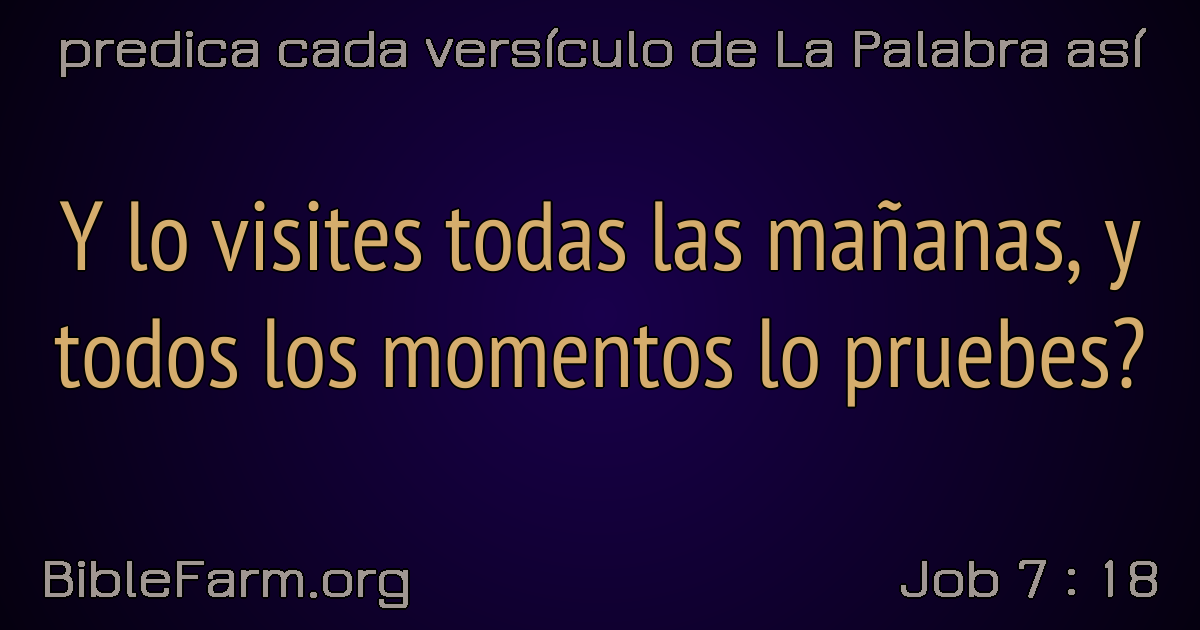 predica cada versículo de La Palabra así
Y lo visites todas las mañanas, y
todos los momentos lo pruebes?
BibleFarm.org
Job 7 : 18